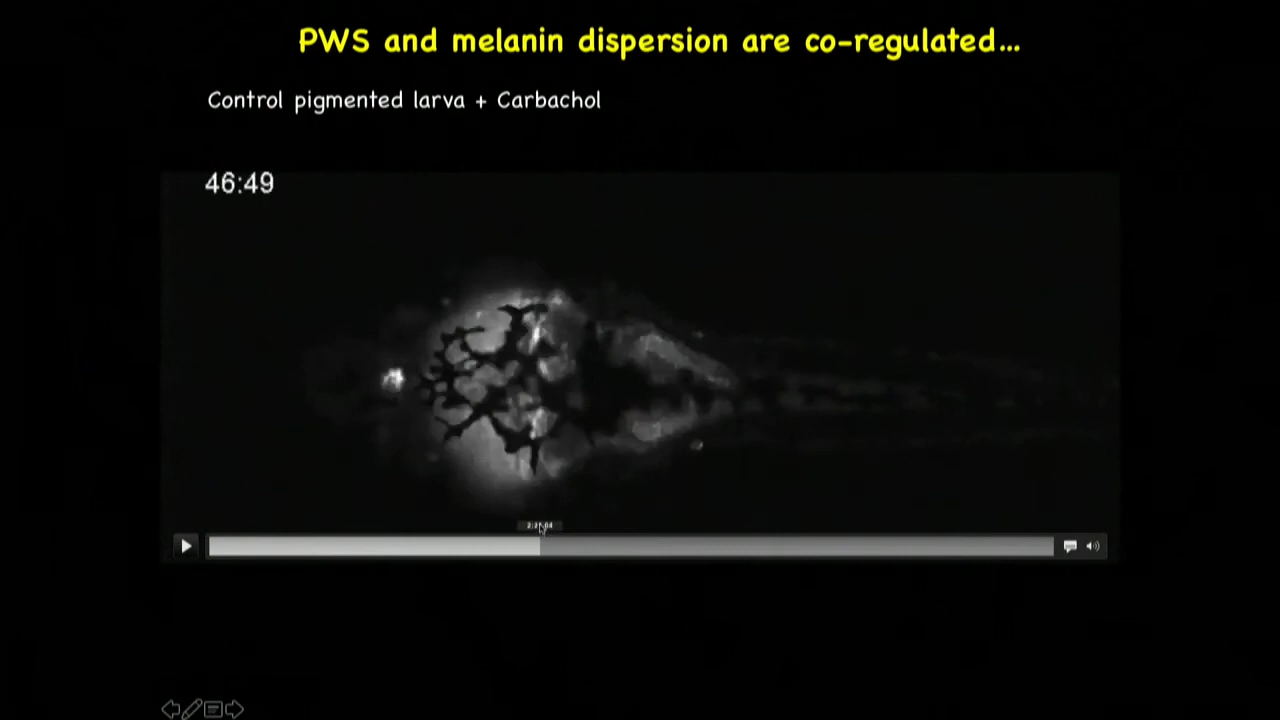 PWS and melanin dispersion are co-regulated...
Control pigmented larva + Carbachol
46:49